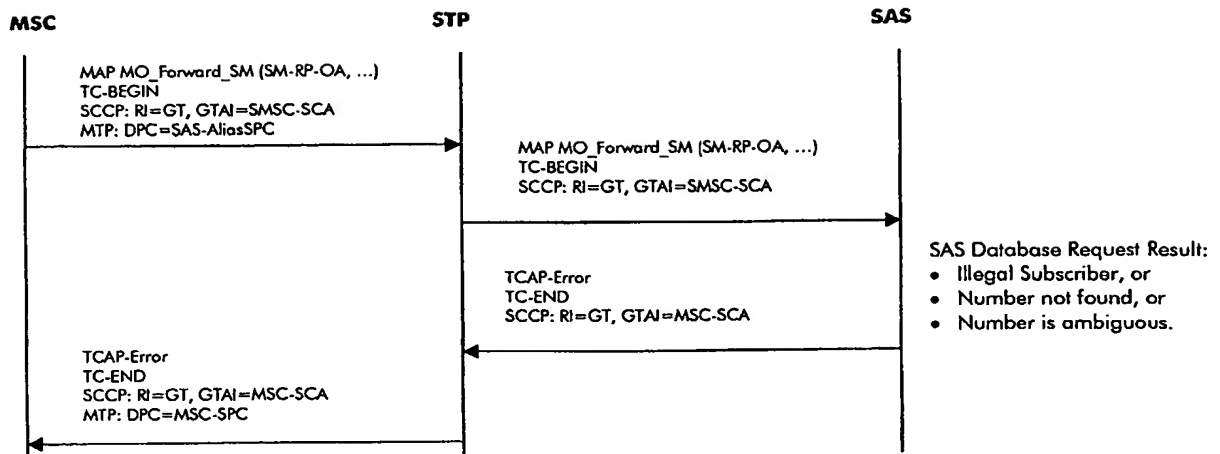 MSC
STP
SAS
MAP MO_Forward_SM (SM-RP-OA, ...)
TC-BEGIN
SCCP: RI=GT, GTAI=SMSC-SCA
MTP: DPC=SAS-AliasSPC
MAP MO_Forward_SM (SM-RP-OA, ...)
TC-BEGIN
SCCP: RI=GT, GTAI=SMSC-SCA
SAS Database Request Result:
• Illegal Subscriber, or
• Number not found, or
• Number is ambiguous.
TCAP-Error
TC-END
SCCP: RI=GT, GTAI=MSC-SCA
TCAP-Error
TC-END
SCCP: RI=GT, GTAI=MSC-SCA
MTP: DPC=MSC-SPC